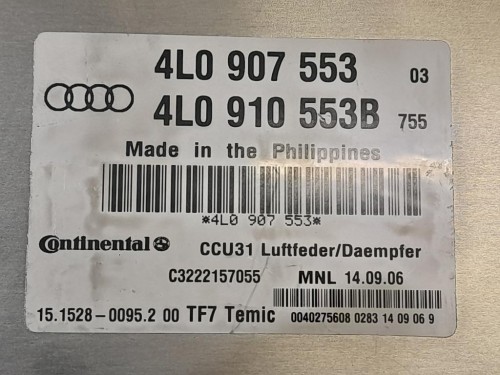 4L0 907 553 03
4L0 910 553B 755
Made in the Philippines
*4L0 907 553*
Continental CCU31 Luftfeder/Daempfer
C3222157055 MNL 14.09.06
15.1528-0095.2 00 TF7 Temic 0040275608 0283 14 09 06 9